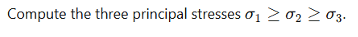 Compute the three principal stresses σ₁ ≥ σ₂ ≥ σ₃.